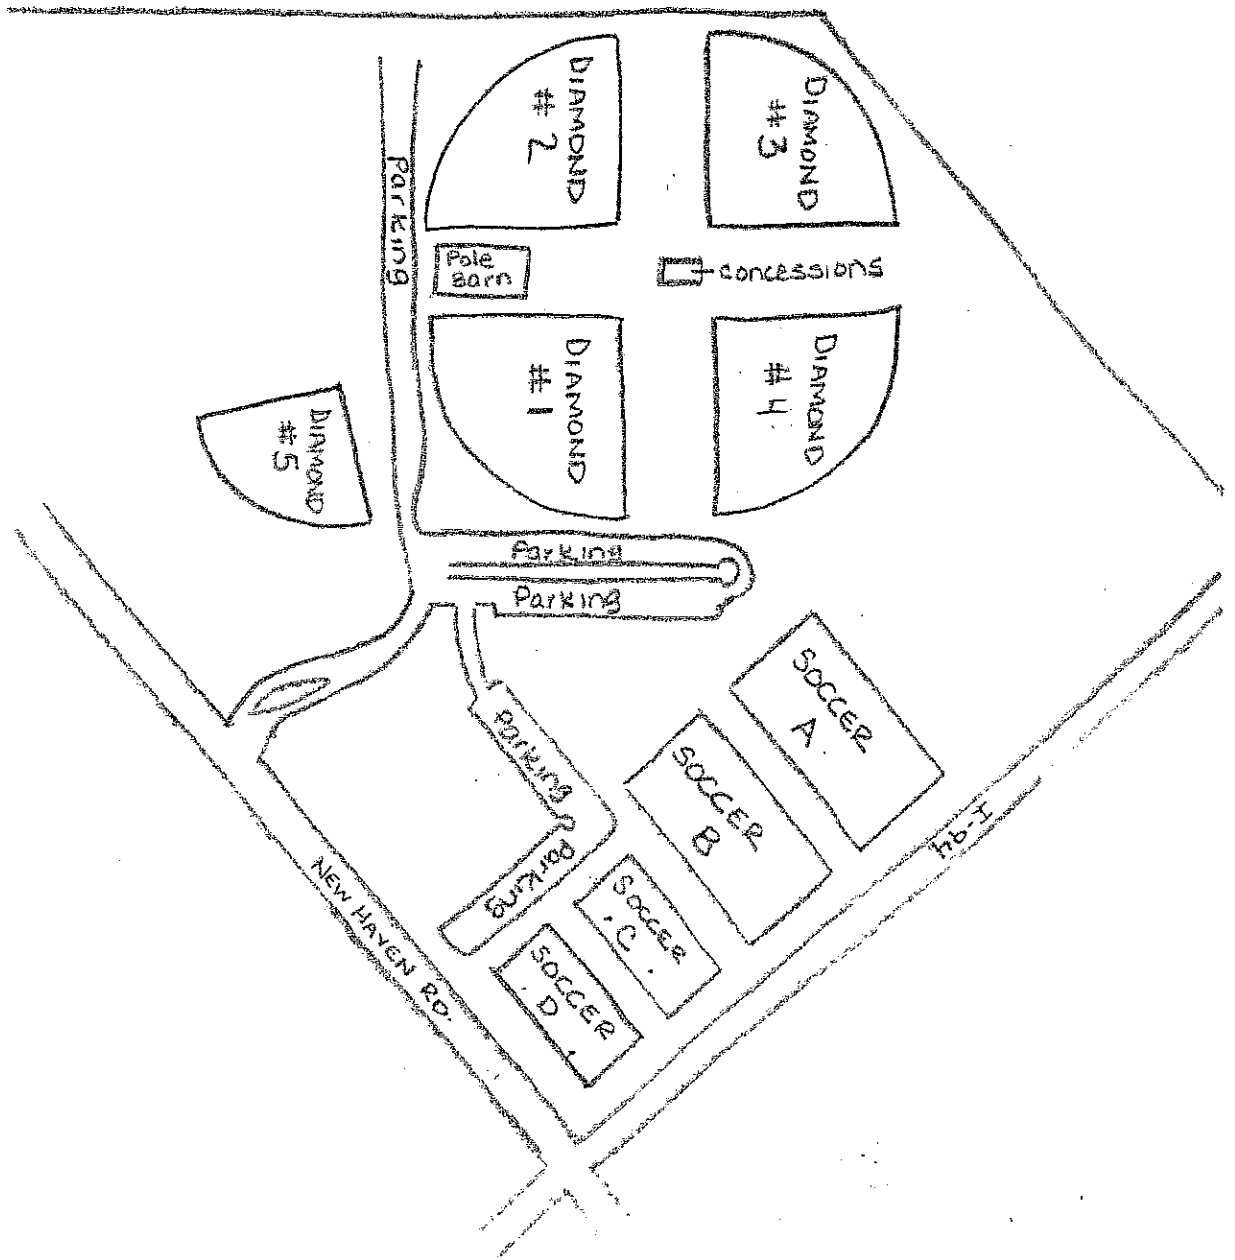 DIAMOND
# 2
DIAMOND
#3
Parking
Pole
Barn
concessions
DIAMOND
#1
DIAMOND
#4
DIAMOND
#5
Parking
Parking
SOCCER
A
Parking
SOCCER
B
I-94
Parking
SOCCER
C
NEW HAVEN RD.
SOCCER
D